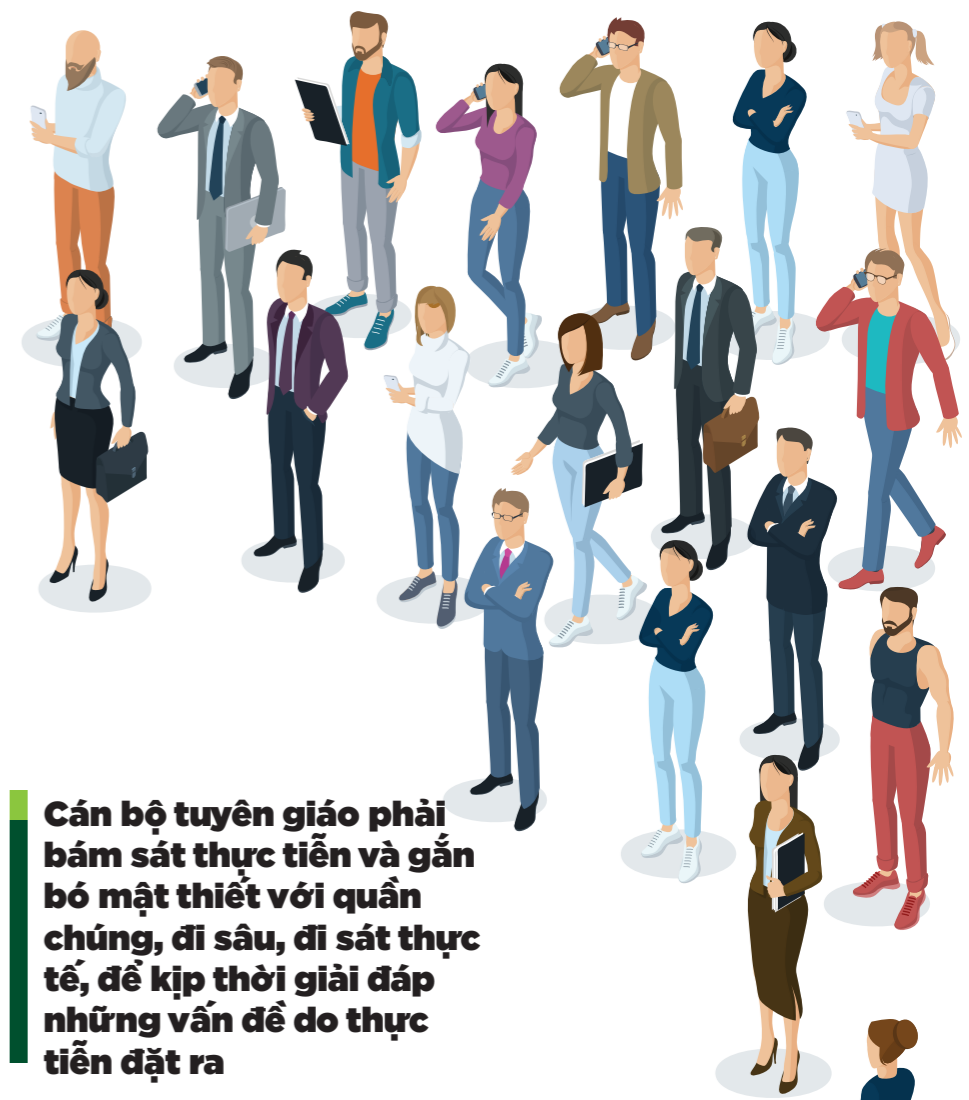 Cán bộ tuyên giáo phải
bám sát thực tiễn và gắn
bó mật thiết với quần
chúng, đi sâu, đi sát thực
tế, để kịp thời giải đáp
những vấn đề do thực
tiễn đặt ra